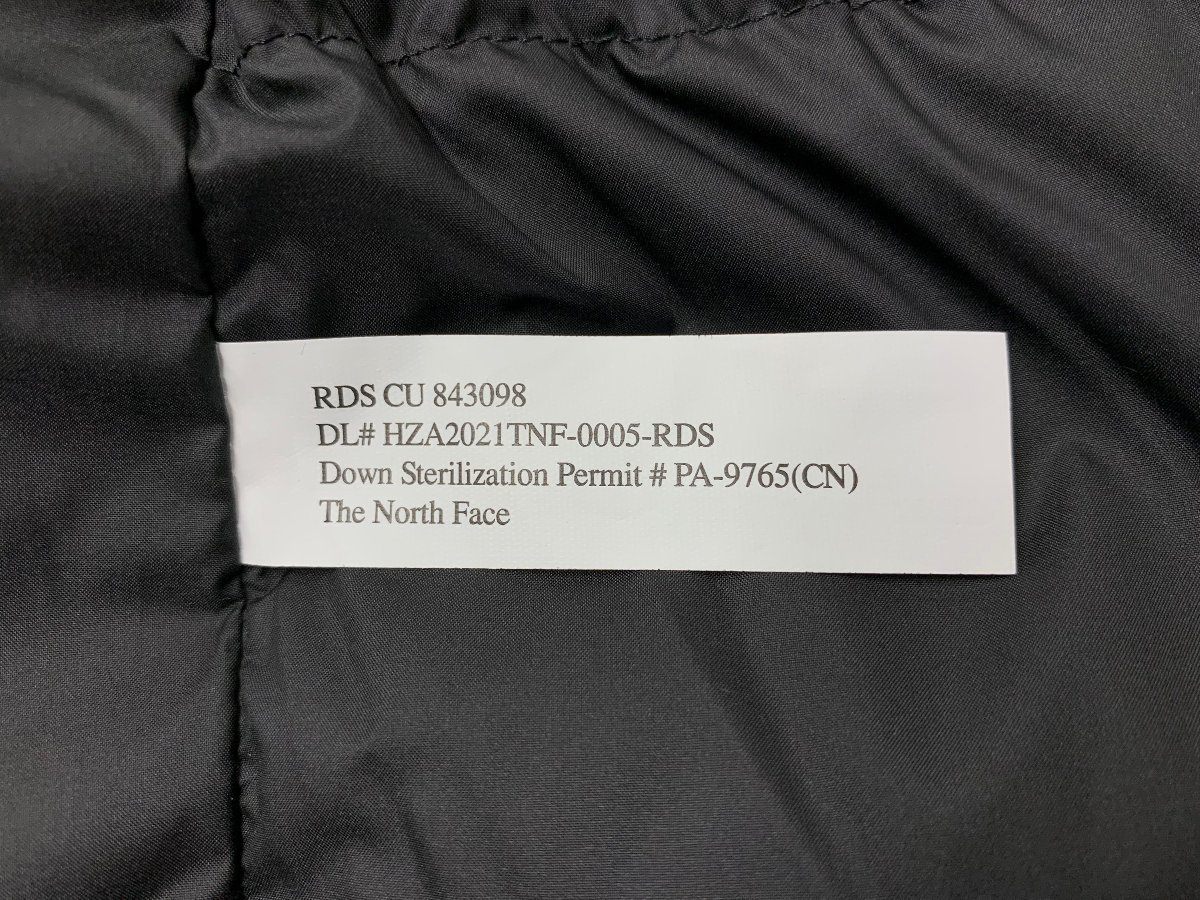 RDS CU 843098
DL# HZA2021TNF-0005-RDS
Down Sterilization Permit # PA-9765(CN)
The North Face